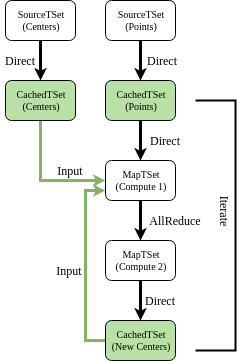 SourceTSet
(Centers)
SourceTSet
(Points)
Direct
Direct
CachedTSet
(Centers)
CachedTSet
(Points)
Direct
Input
MapTSet
(Compute 1)
Iterate
AllReduce
MapTSet
(Compute 2)
Input
Direct
CachedTSet
(New Centers)